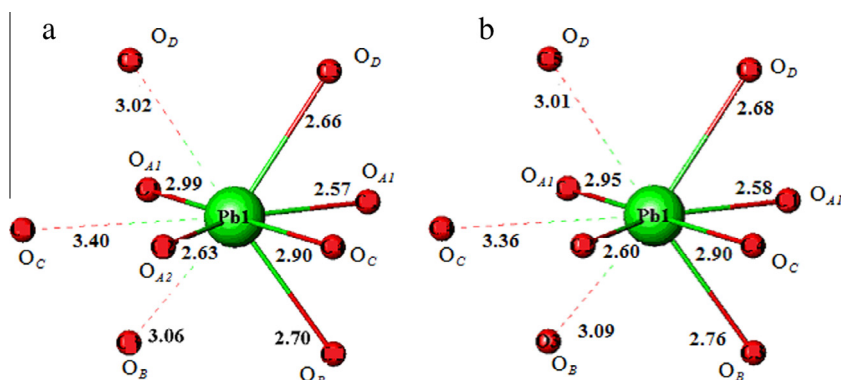 a
O_D
O_D
3.02
2.66
O_A1
2.99
2.57
O_A1
Pb1
O_C
3.40
2.63
2.90
O_C
O_A2
3.06
2.70
O_B
b
O_D
O_D
3.01
2.68
O_A1
2.95
2.58
O_A1
Pb1
O_C
3.36
2.60
2.90
O_C
3.09
2.76
O_B
O_B